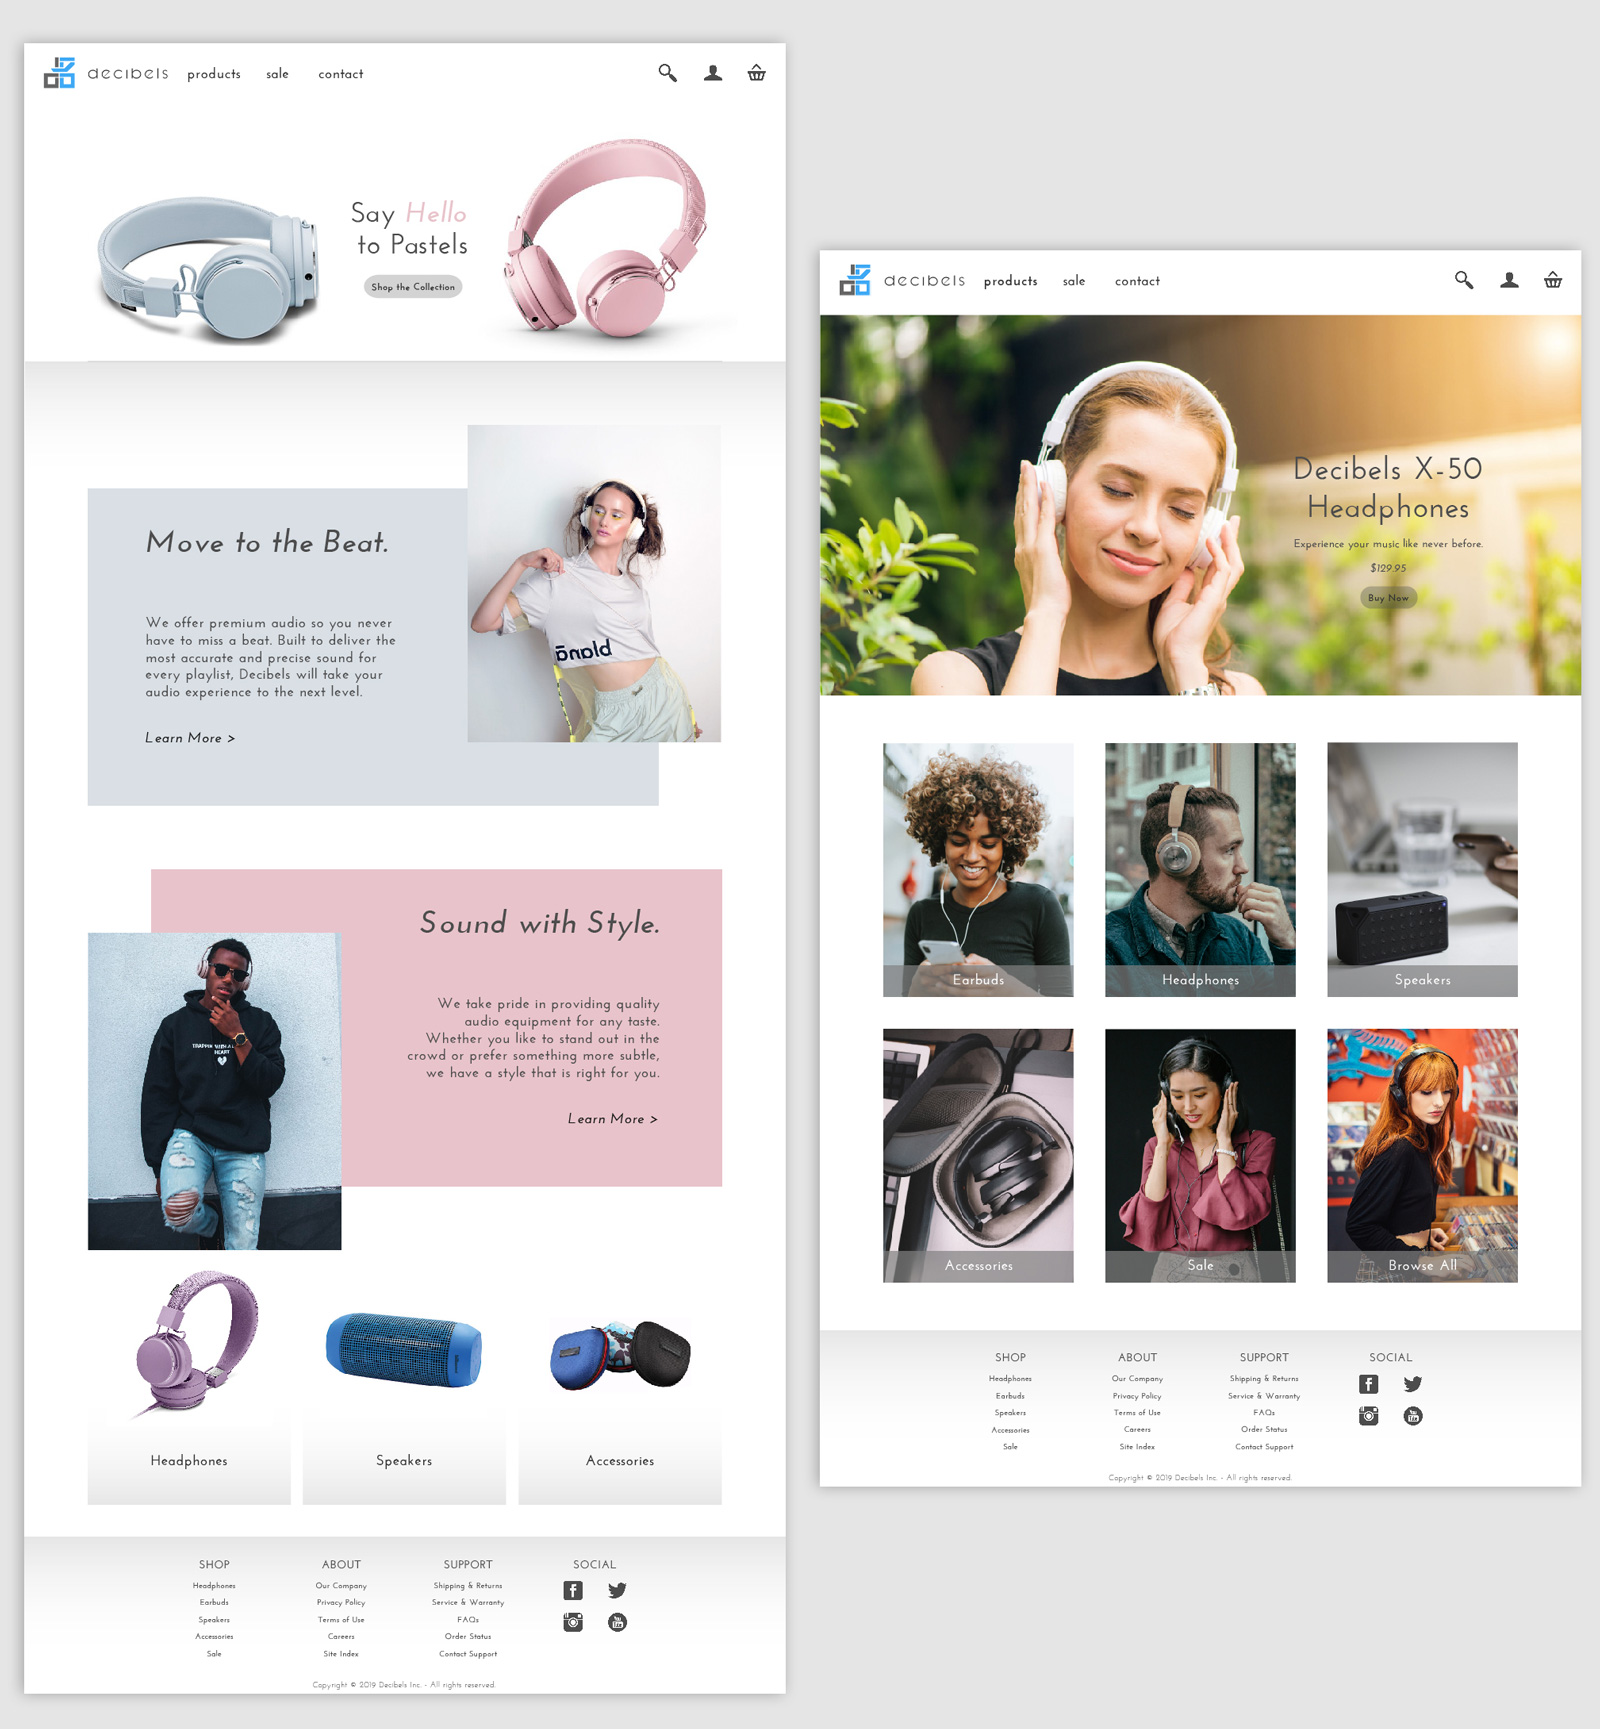 decibels products sale contact
Say Hello
to Pastels
Shop the Collection
Move to the Beat.
We offer premium audio so you never
have to miss a beat. Built to deliver the
most accurate and precise sound for
every playlist, Decibels will take your
audio experience to the next level.
Learn More >
Sound with Style.
We take pride in providing quality
audio equipment for any taste.
Whether you like to stand out in the
crowd or prefer something more subtle,
we have a style that is right for you.
Learn More >
HEART
Headphones Speakers Accessories
SHOP ABOUT SUPPORT SOCIAL
Headphones Our Company Shipping & Returns
Earbuds Privacy Policy Service & Warranty
Speakers Terms of Use FAQs
Accessories Careers Order Status
Sale Site Index Contact Support
Copyright © 2019 Decibels Inc. - All rights reserved.
decibels products sale contact
Decibels X-50
Headphones
Experience your music like never before.
$129.95
Buy Now
Earbuds Headphones Speakers
Accessories Sale Browse All
SHOP ABOUT SUPPORT SOCIAL
Headphones Our Company Shipping & Returns
Earbuds Privacy Policy Service & Warranty
Speakers Terms of Use FAQs
Accessories Careers Order Status
Sale Site Index Contact Support
Copyright © 2019 Decibels Inc. - All rights reserved.